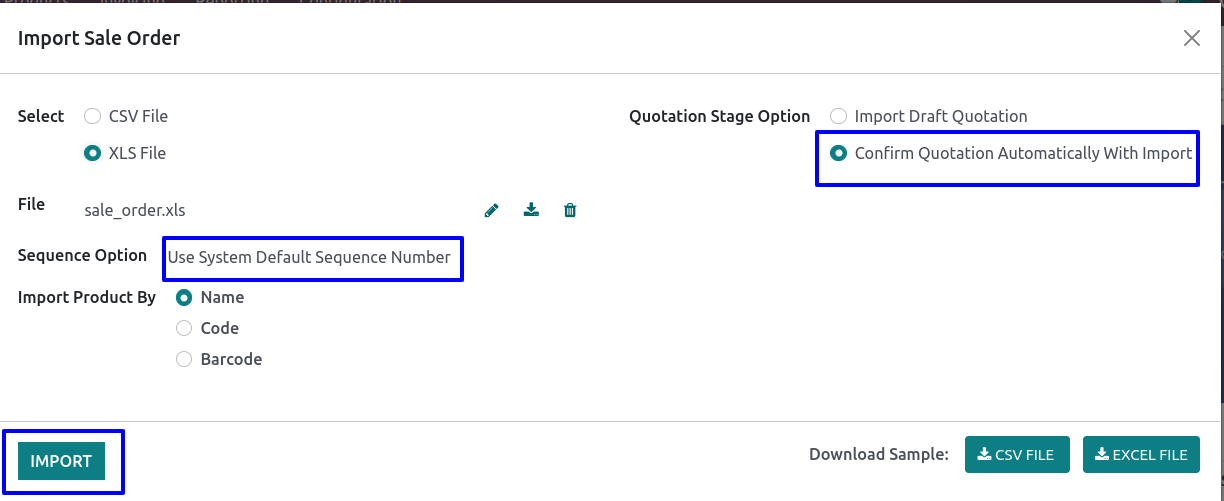 Import Sale Order
Select
CSV File
XLS File
Quotation Stage Option
Import Draft Quotation
Confirm Quotation Automatically With Import
File
sale_order.xls
Sequence Option
Use System Default Sequence Number
Import Product By
Name
Code
Barcode
IMPORT
Download Sample:
CSV FILE
EXCEL FILE